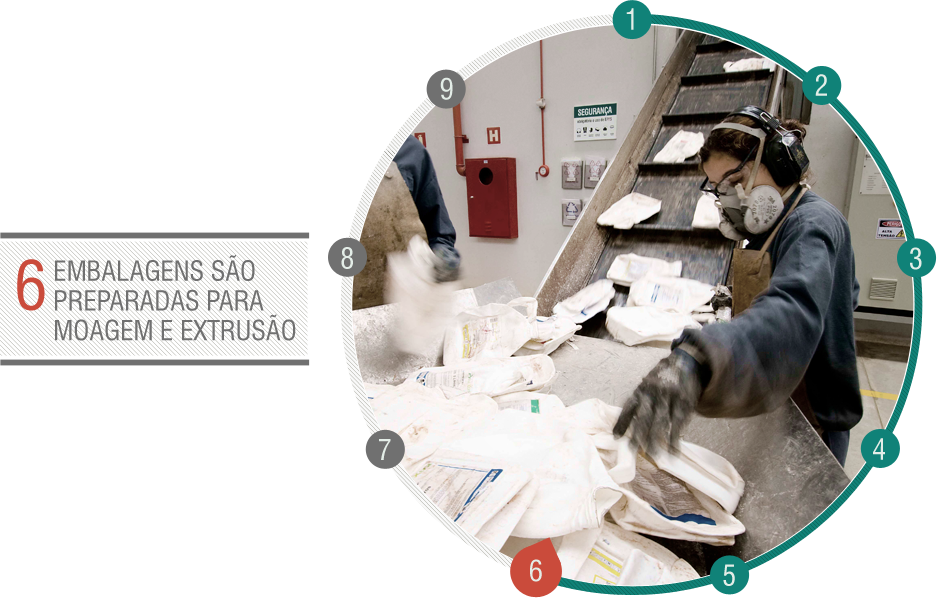 1
2
3
4
5
6
7
8
9
6 EMBALAGENS SÃO
PREPARADAS PARA
MOAGEM E EXTRUSÃO
SEGURANÇA
H
ALTA
TENSÃO